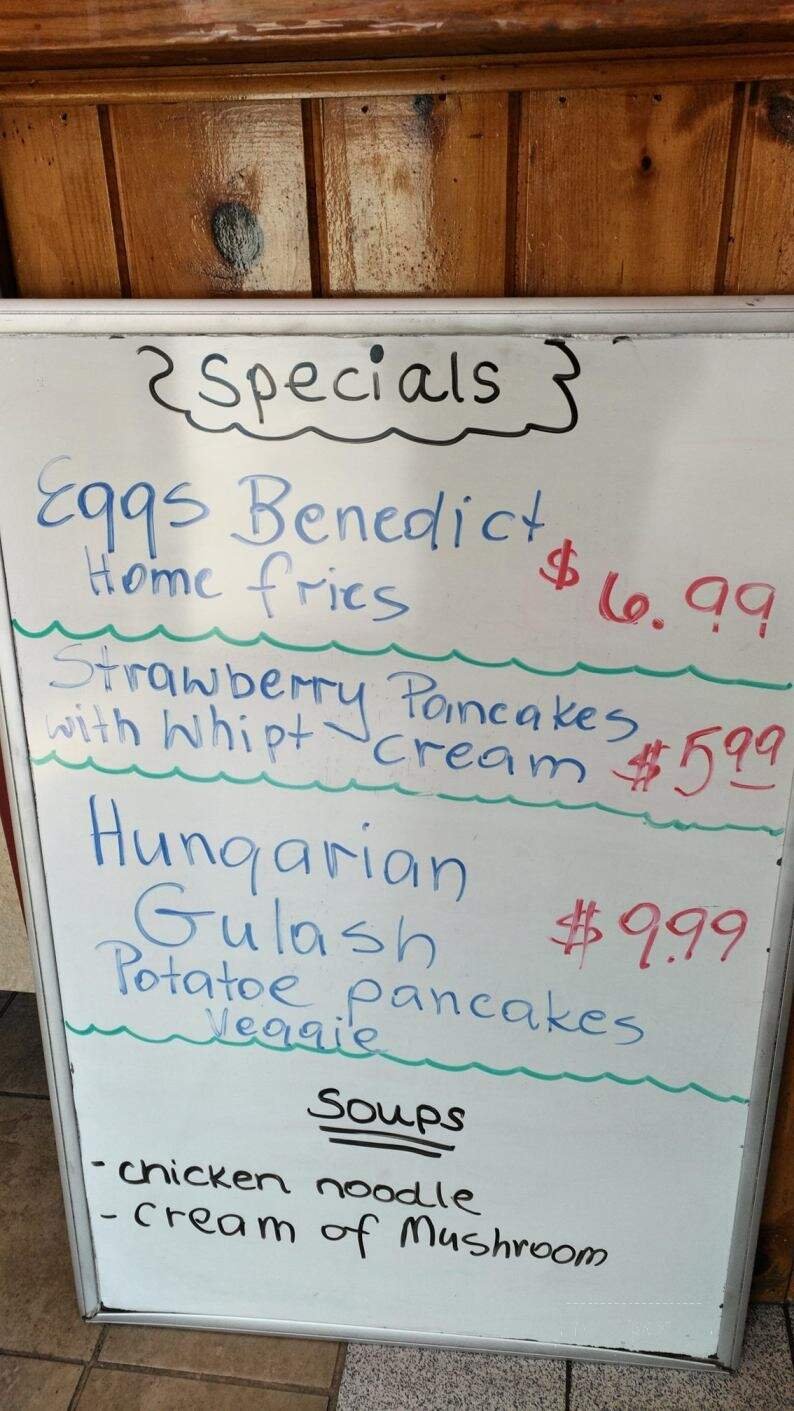 Specials
Eggs Benedict
Home fries $6.99
Strawberry Pancakes
with Whipt cream $5.99
Hungarian
Gulash $9.99
Potatoe pancakes
Veggie
Soups
- chicken noodle
- cream of Mushroom